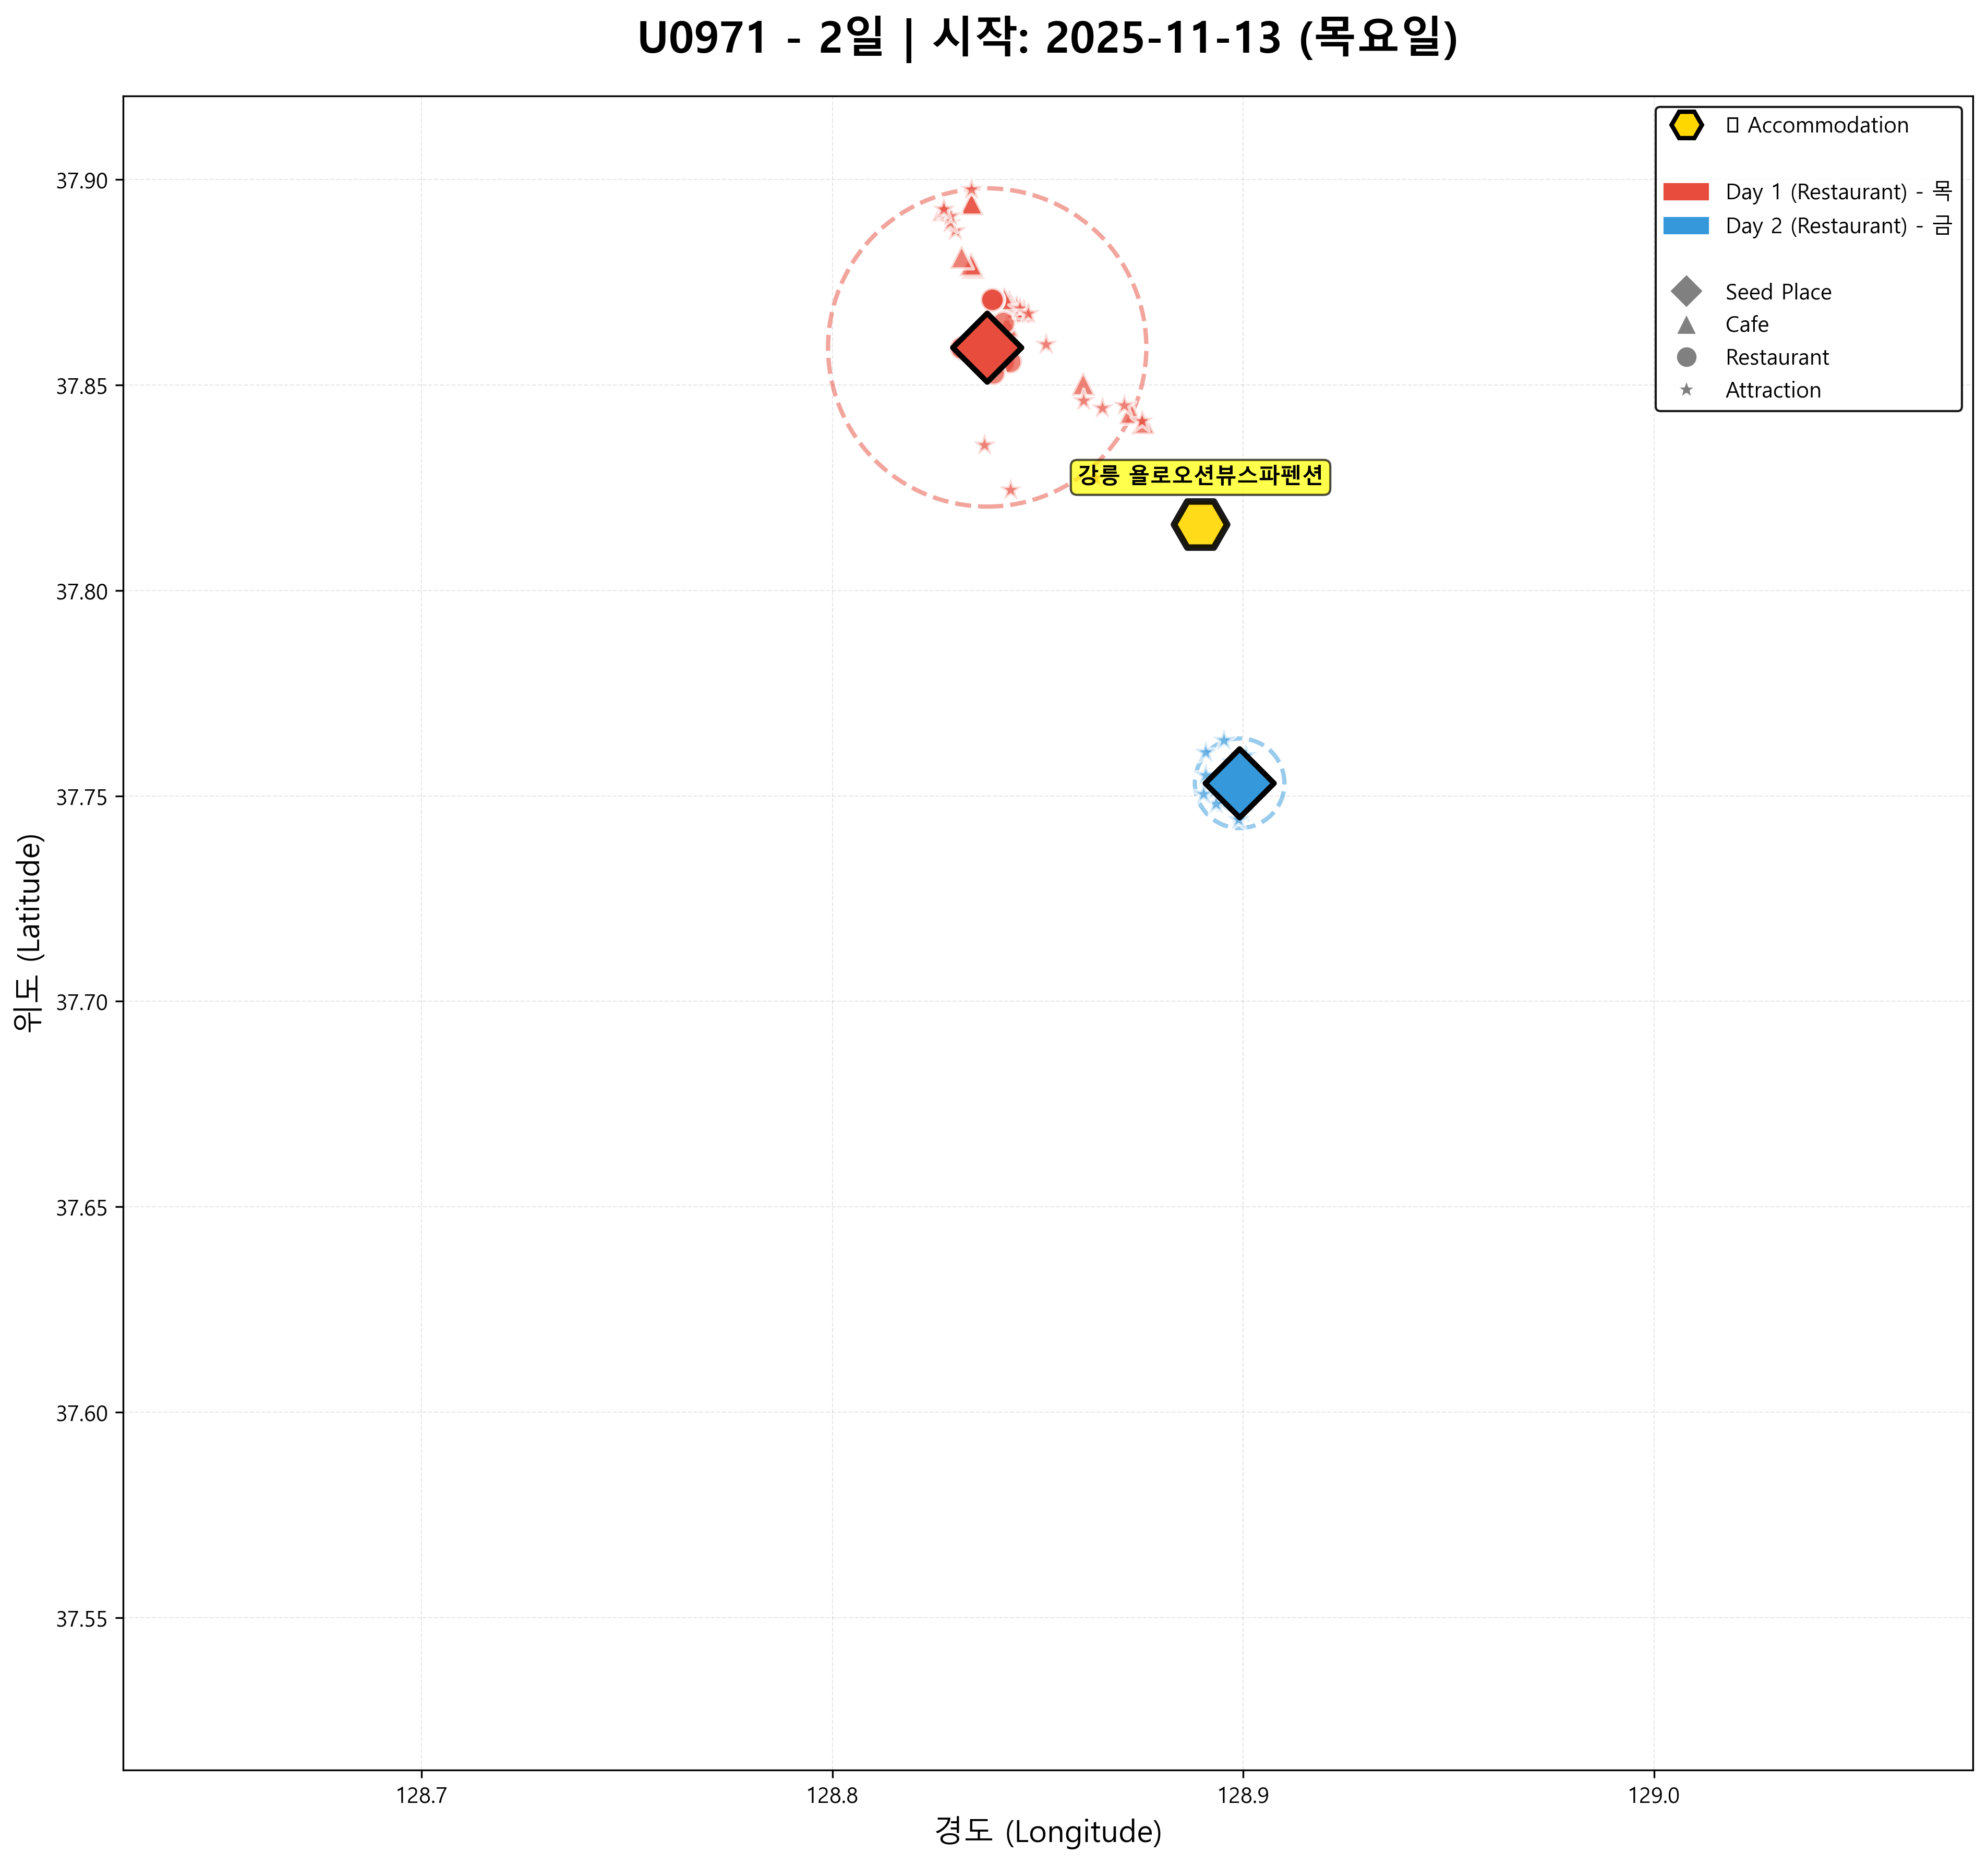 U0971 - 2일 | 시작: 2025-11-13 (목요일)
▯ Accommodation
Day 1 (Restaurant) - 목
Day 2 (Restaurant) - 금
Seed Place
Cafe
Restaurant
Attraction
강릉 욜로오션뷰스파펜션
위도 (Latitude)
37.90
37.85
37.80
37.75
37.70
37.65
37.60
37.55
128.7
128.8
128.9
129.0
경도 (Longitude)